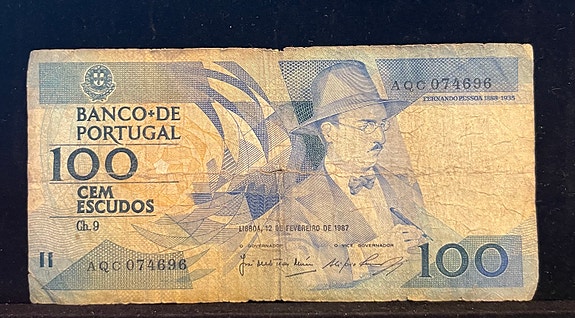 BANCO DE
PORTUGAL
100
CEM
ESCUDOS
Ch. 9
AQC 074696
FERNANDO PESSOA 1888-1935
LISBOA, 12 DE FEVEREIRO DE 1987
O GOVERNADOR
O VICE-GOVERNADOR
AQC 074696
100